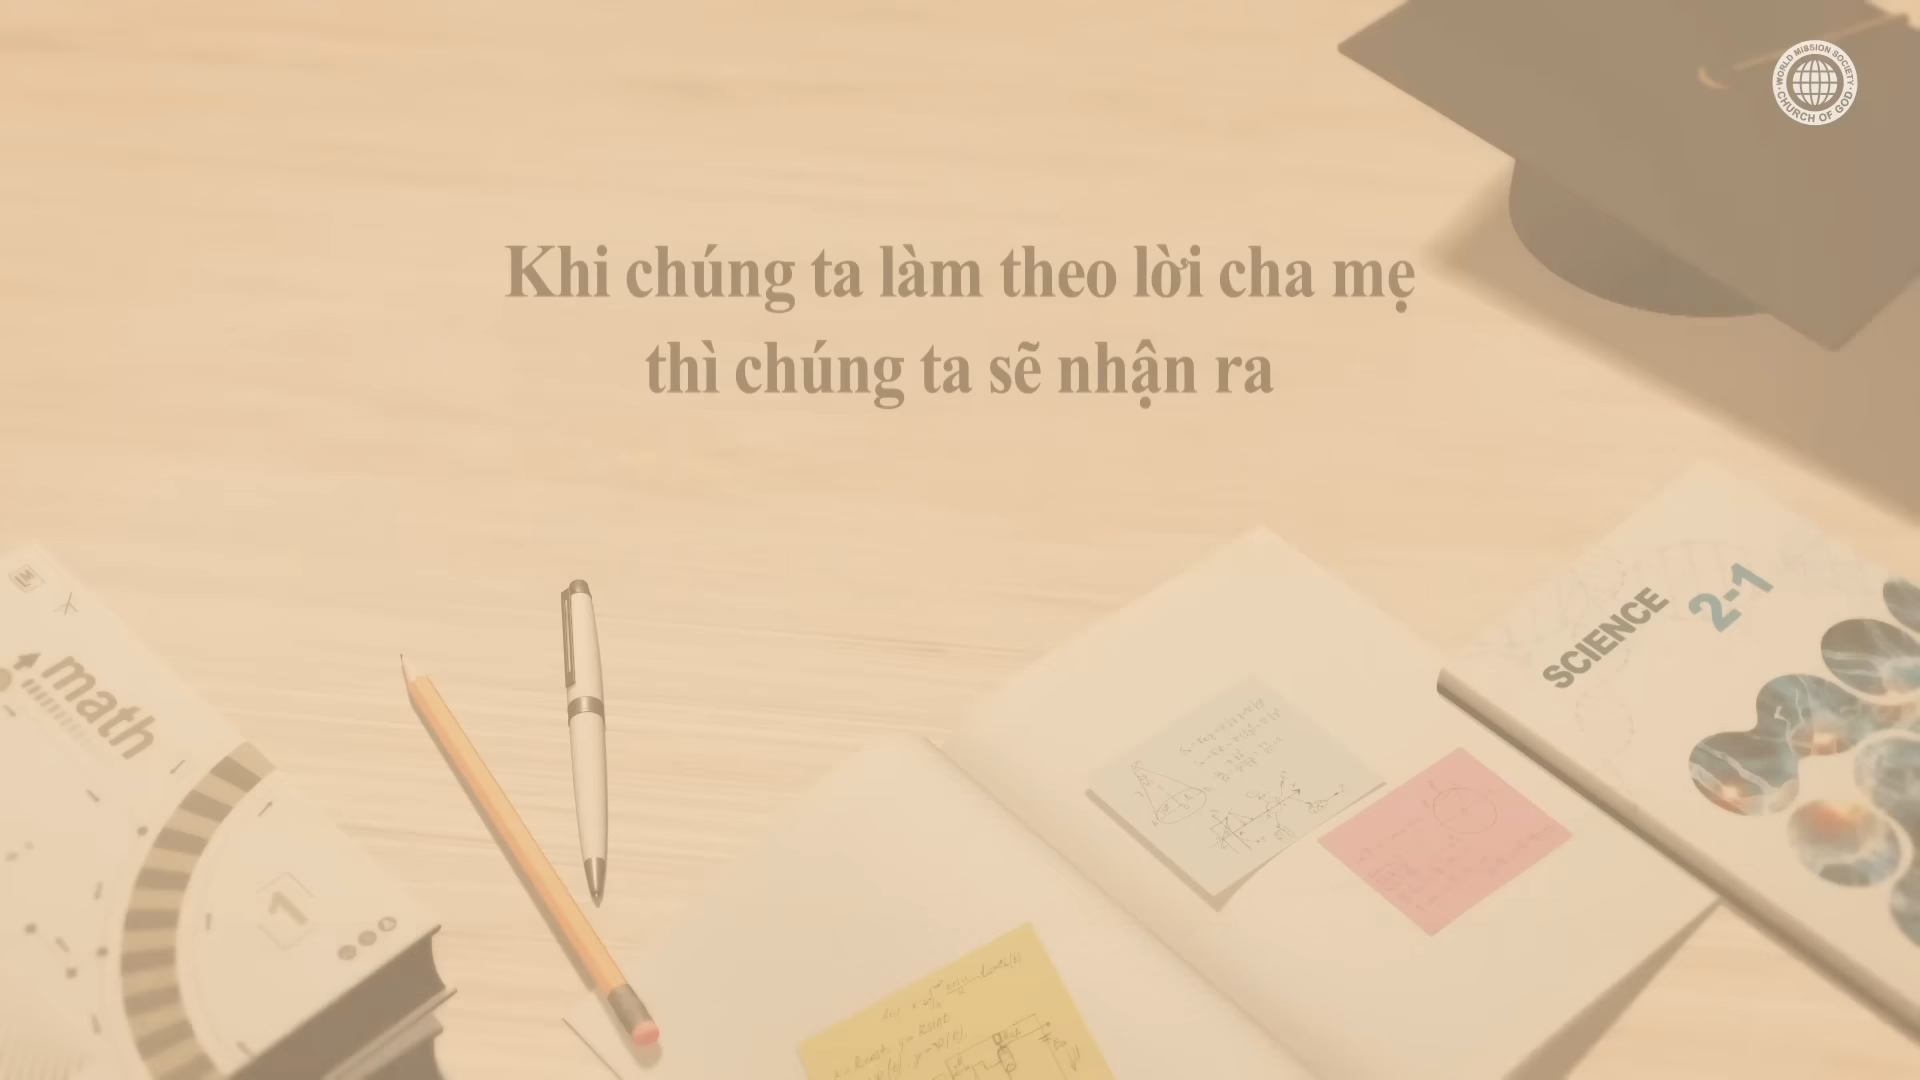 WORLD MISSION SOCIETY
CHURCH OF GOD
Khi chúng ta làm theo lời cha mẹ
thì chúng ta sẽ nhận ra
SCIENCE
2-1
math
1